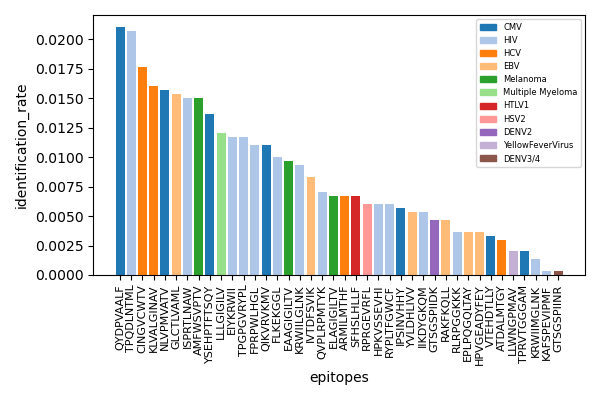 0.0200
0.0175
0.0150
0.0125
0.0100
0.0075
0.0050
0.0025
0.0000
identification_rate
CMV
HIV
HCV
EBV
Melanoma
Multiple Myeloma
HTLV1
HSV2
DENV2
YellowFeverVirus
DENV3/4
QYDPVAALF
TPQDLNTML
CINGVCWTV
KLVALGINAV
NLVPMVATV
GLCTLVAML
ISPRTLNAW
AMFWSVPTV
YSEHPTFTSQY
LLLGIGILV
EIYKRWII
TPGPGVRYPL
FPRPWLHGL
QIKVRVKMV
FLKEKGGL
EAAGIGILTV
KRWIILGLNK
IVTDFSVIK
QVPLRPMTYK
ELAGIGILTV
ARMILMTHF
SFHSLHLLF
RPRGEVRFL
HPKVSSEVHI
RYPLTFGWCF
IPSINVHHY
YVLDHLIVV
IIKDYGKQM
GTSGSPIIDK
RAKFKQLL
RLRPGGKKK
EPLPQGQLTAY
HPVGEADYFEY
VTEHDTLLY
ATDALMTGY
LLWNGPMAV
TPRVTGGGAM
KRWIIMGLNK
KAFSPEVIPMF
GTSGSPIINR
epitopes